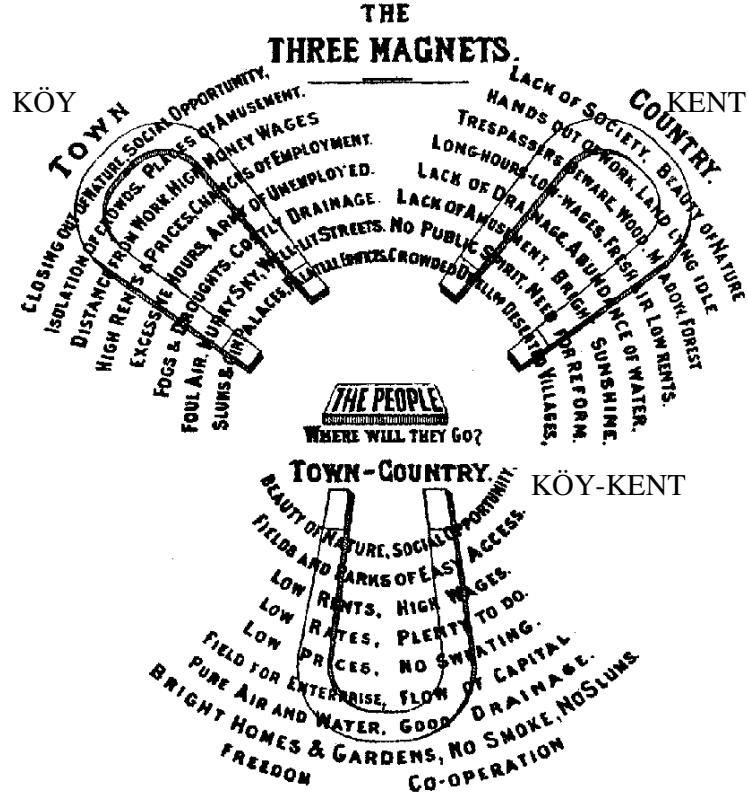 THE
THREE MAGNETS.
KÖY
TOWN
CLOSING OUT OF NATURE. SOCIAL OPPORTUNITY.
ISOLATION OF CROWDS. PLACES OF AMUSEMENT.
DISTANCE FROM WORK. HIGH MONEY WAGES
HIGH RENTS & PRICES. CHANCES OF EMPLOYMENT.
EXCESSIVE HOURS. ARMY OF UNEMPLOYED.
FOGS & DROUGHTS. COSTLY DRAINAGE.
FOUL AIR. MURKY SKY. WELL-LIT STREETS.
SLUMS & GIN PALACES. CROWDED
KENT
COUNTRY.
LACK OF SOCIETY. BEAUTY OF NATURE
HANDS OUT OF WORK. LAND LYING IDLE
TRESPASSERS BEWARE. WOOD, MEADOW, FOREST
LONG-HOURS-LOW WAGES. FRESH AIR LOW RENTS.
LACK OF DRAINAGE. ABUNDANCE OF WATER.
LACK OF AMUSEMENT. BRIGHT SUNSHINE.
NO PUBLIC SPIRIT. NEED FOR REFORM.
DESERTED VILLAGES,
THE PEOPLE
WHERE WILL THEY GO?
TOWN-COUNTRY.
KÖY-KENT
BEAUTY OF NATURE, SOCIAL OPPORTUNITY.
FIELDS AND PARKS OF EASY ACCESS.
LOW RENTS, HIGH WAGES.
LOW RATES, PLENTY TO DO.
LOW PRICES, NO SWEATING.
FIELD FOR ENTERPRISE, FLOW OF CAPITAL
PURE AIR AND WATER, GOOD DRAINAGE.
BRIGHT HOMES & GARDENS, NO SMOKE, NO SLUMS.
FREEDOM
CO-OPERATION